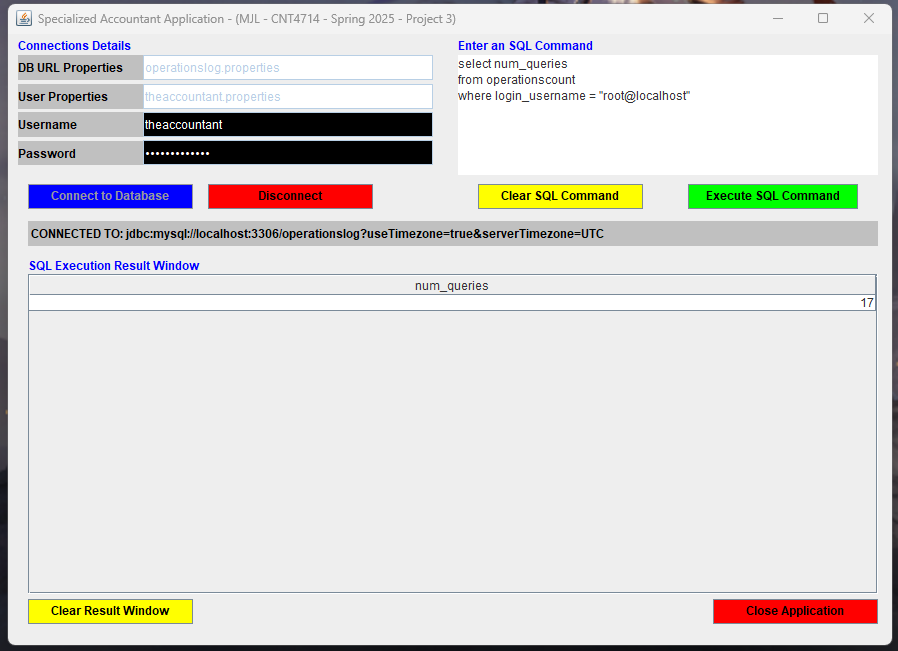 Specialized Accountant Application - (MJL - CNT4714 - Spring 2025 - Project 3)
Connections Details
DB URL Properties
operationslog.properties
User Properties
theaccountant.properties
Username
theaccountant
Password
•••••••••••••
Enter an SQL Command
select num_queries
from operationscount
where login_username = "root@localhost"
Connect to Database
Disconnect
Clear SQL Command
Execute SQL Command
CONNECTED TO: jdbc:mysql://localhost:3306/operationslog?useTimezone=true&serverTimezone=UTC
SQL Execution Result Window
num_queries
17
Clear Result Window
Close Application